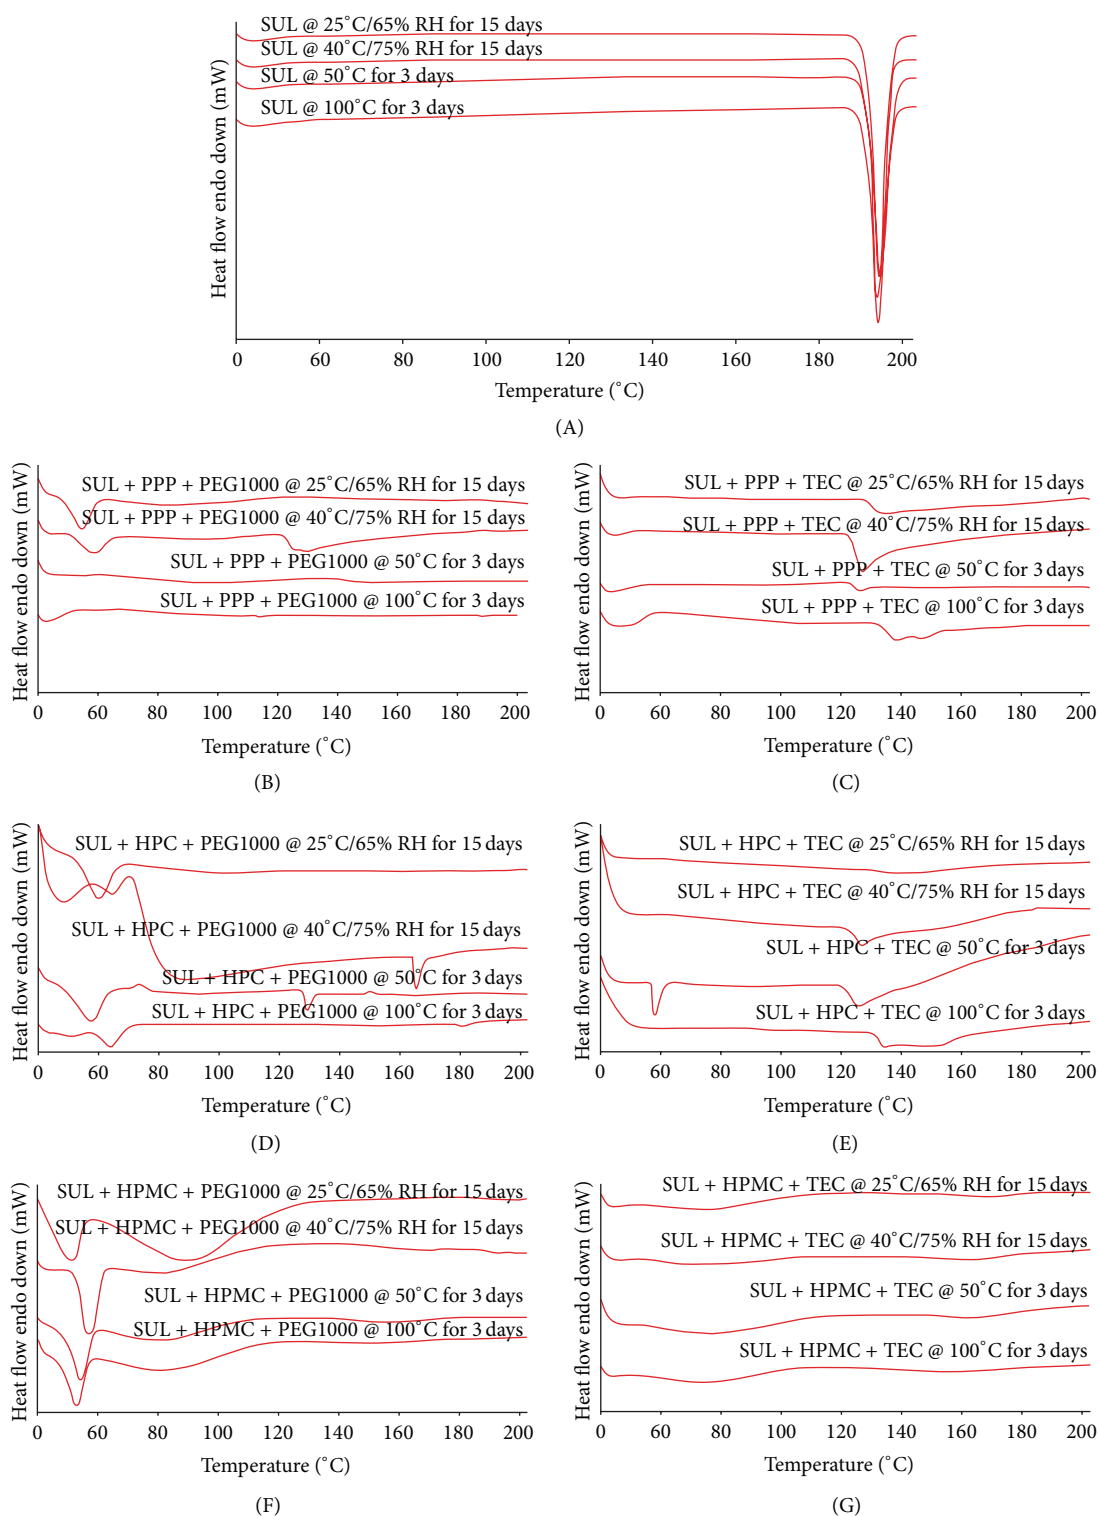 SUL @ 25°C/65% RH for 15 days
SUL @ 40°C/75% RH for 15 days
SUL @ 50°C for 3 days
SUL @ 100°C for 3 days
Heat flow endo down (mW)
0 60 80 100 120 140 160 180 200
Temperature (°C)
(A)
SUL + PPP + PEG1000 @ 25°C/65% RH for 15 days
SUL + PPP + PEG1000 @ 40°C/75% RH for 15 days
SUL + PPP + PEG1000 @ 50°C for 3 days
SUL + PPP + PEG1000 @ 100°C for 3 days
Heat flow endo down (mW)
0 60 80 100 120 140 160 180 200
Temperature (°C)
(B)
SUL + PPP + TEC @ 25°C/65% RH for 15 days
SUL + PPP + TEC @ 40°C/75% RH for 15 days
SUL + PPP + TEC @ 50°C for 3 days
SUL + PPP + TEC @ 100°C for 3 days
Heat flow endo down (mW)
0 60 80 100 120 140 160 180 200
Temperature (°C)
(C)
SUL + HPC + PEG1000 @ 25°C/65% RH for 15 days
SUL + HPC + PEG1000 @ 40°C/75% RH for 15 days
SUL + HPC + PEG1000 @ 50°C for 3 days
SUL + HPC + PEG1000 @ 100°C for 3 days
Heat flow endo down (mW)
0 60 80 100 120 140 160 180 200
Temperature (°C)
(D)
SUL + HPC + TEC @ 25°C/65% RH for 15 days
SUL + HPC + TEC @ 40°C/75% RH for 15 days
SUL + HPC + TEC @ 50°C for 3 days
SUL + HPC + TEC @ 100°C for 3 days
Heat flow endo down (mW)
0 60 80 100 120 140 160 180 200
Temperature (°C)
(E)
SUL + HPMC + PEG1000 @ 25°C/65% RH for 15 days
SUL + HPMC + PEG1000 @ 40°C/75% RH for 15 days
SUL + HPMC + PEG1000 @ 50°C for 3 days
SUL + HPMC + PEG1000 @ 100°C for 3 days
Heat flow endo down (mW)
0 60 80 100 120 140 160 180 200
Temperature (°C)
(F)
SUL + HPMC + TEC @ 25°C/65% RH for 15 days
SUL + HPMC + TEC @ 40°C/75% RH for 15 days
SUL + HPMC + TEC @ 50°C for 3 days
SUL + HPMC + TEC @ 100°C for 3 days
Heat flow endo down (mW)
0 60 80 100 120 140 160 180 200
Temperature (°C)
(G)